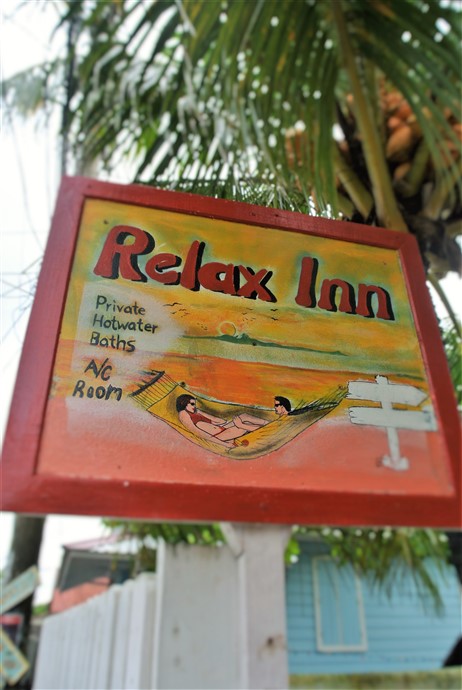 Relax Inn
Private
Hotwater
Baths
A/C
Room